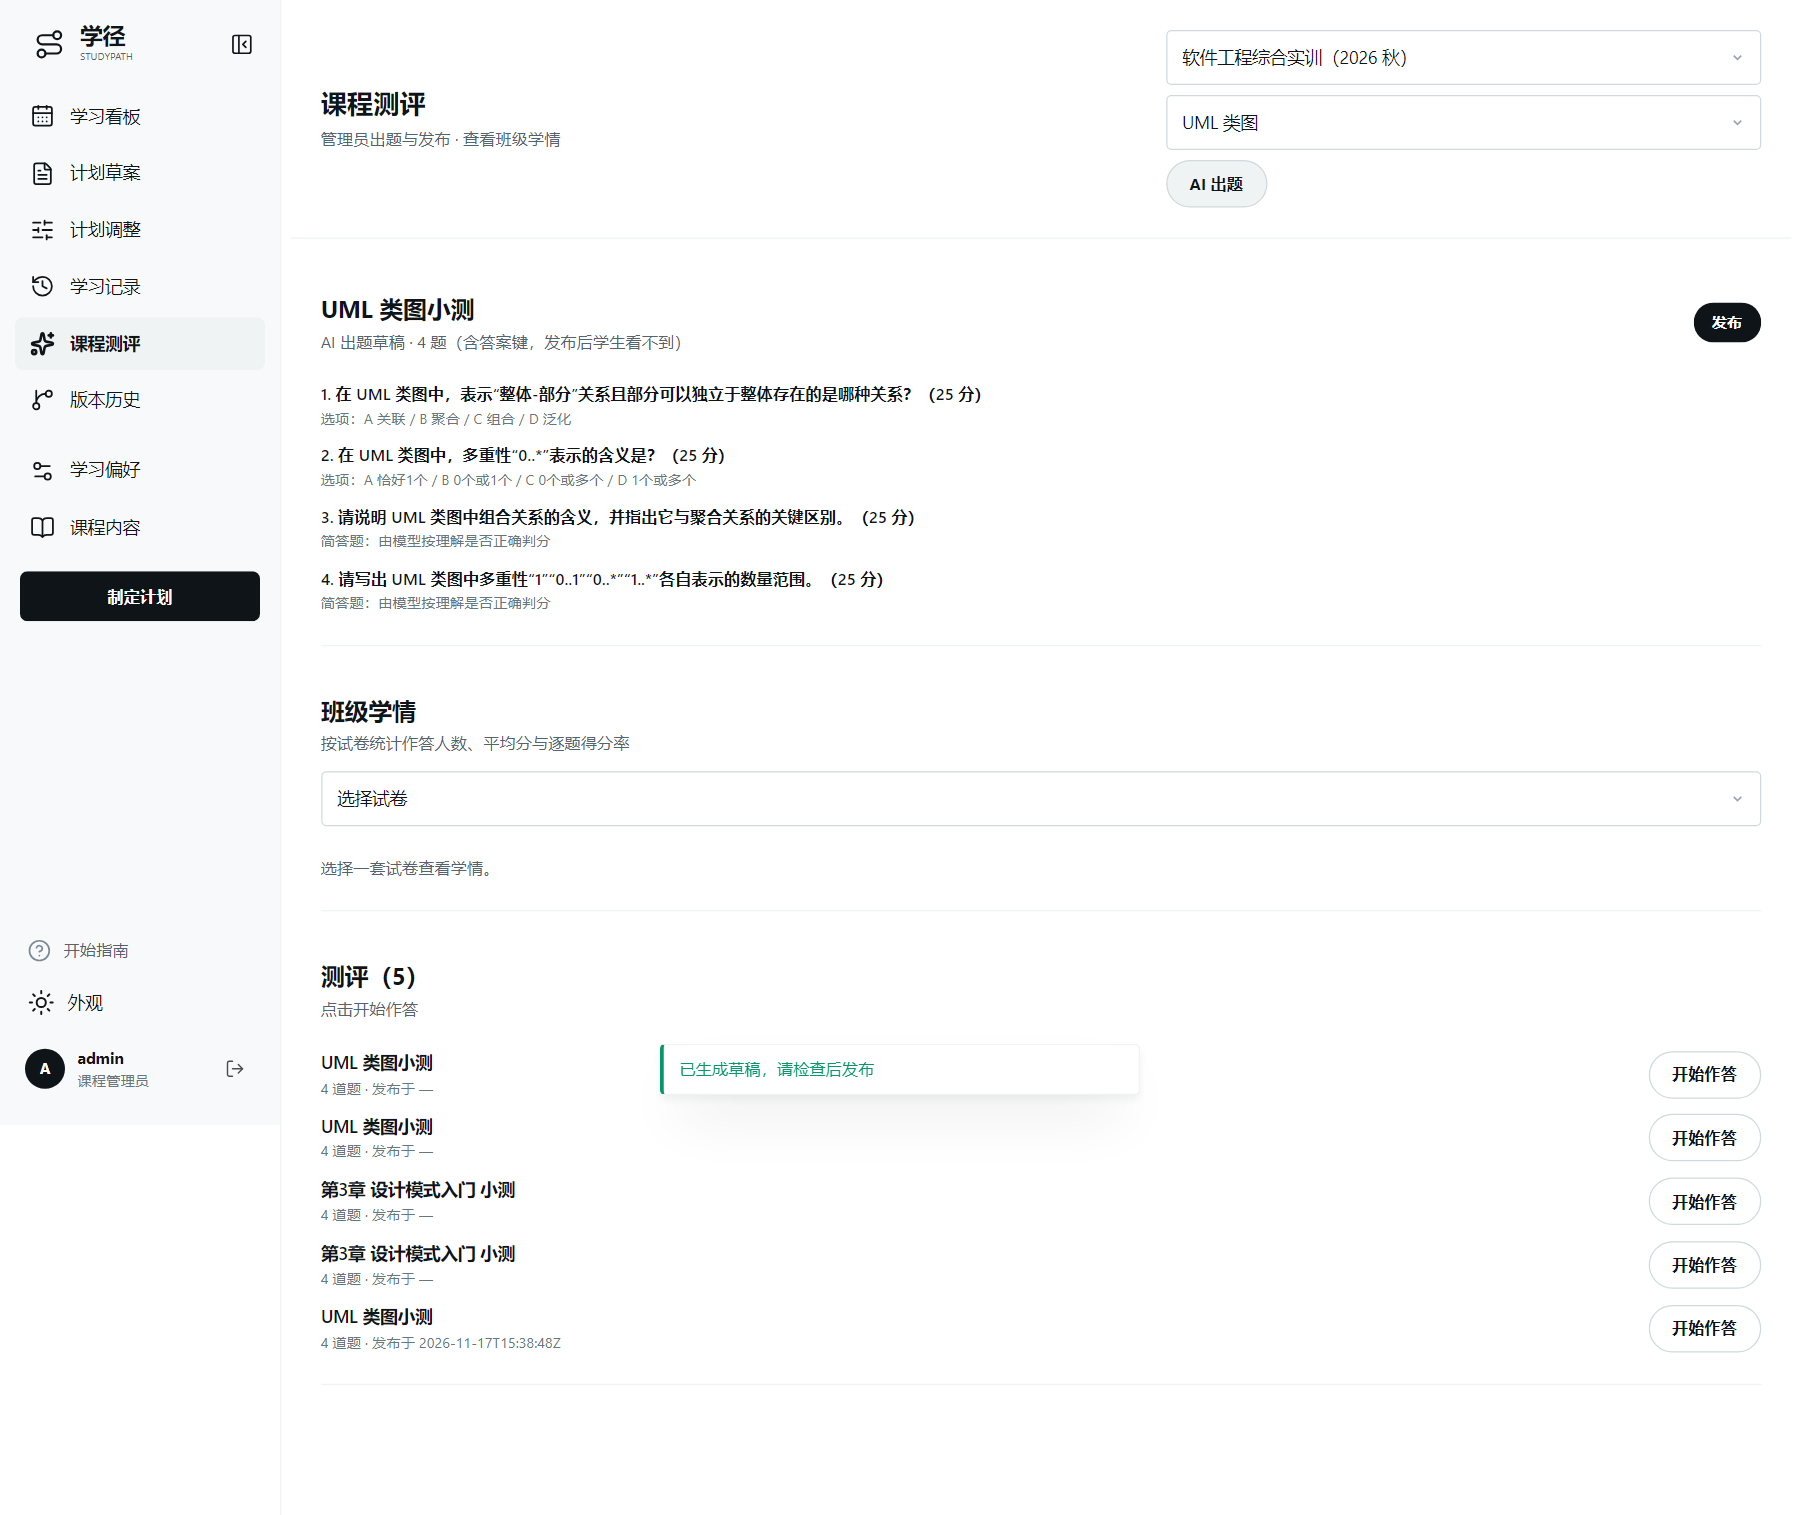 学径
STUDYPATH
学习看板
计划草案
计划调整
学习记录
课程测评
版本历史
学习偏好
课程内容
制定计划
开始指南
外观
A
admin
课程管理员
课程测评
管理员出题与发布 · 查看班级学情
软件工程综合实训（2026 秋）
UML 类图
AI 出题
UML 类图小测
AI 出题草稿 · 4 题（含答案键，发布后学生看不到）
发布
1. 在 UML 类图中，表示“整体-部分”关系且部分可以独立于整体存在的是哪种关系？（25 分）
选项：A 关联 / B 聚合 / C 组合 / D 泛化
2. 在 UML 类图中，多重性“0..*”表示的含义是？（25 分）
选项：A 恰好1个 / B 0个或1个 / C 0个或多个 / D 1个或多个
3. 请说明 UML 类图中组合关系的含义，并指出它与聚合关系的关键区别。（25 分）
简答题：由模型按理解是否正确判分
4. 请写出 UML 类图中多重性“1”“0..1”“0..*”“1..*”各自表示的数量范围。（25 分）
简答题：由模型按理解是否正确判分
班级学情
按试卷统计作答人数、平均分与逐题得分率
选择试卷
选择一套试卷查看学情。
测评（5）
点击开始作答
UML 类图小测
4 道题 · 发布于 —
开始作答
已生成草稿，请检查后发布
UML 类图小测
4 道题 · 发布于 —
开始作答
第3章 设计模式入门 小测
4 道题 · 发布于 —
开始作答
第3章 设计模式入门 小测
4 道题 · 发布于 —
开始作答
UML 类图小测
4 道题 · 发布于 2026-11-17T15:38:48Z
开始作答